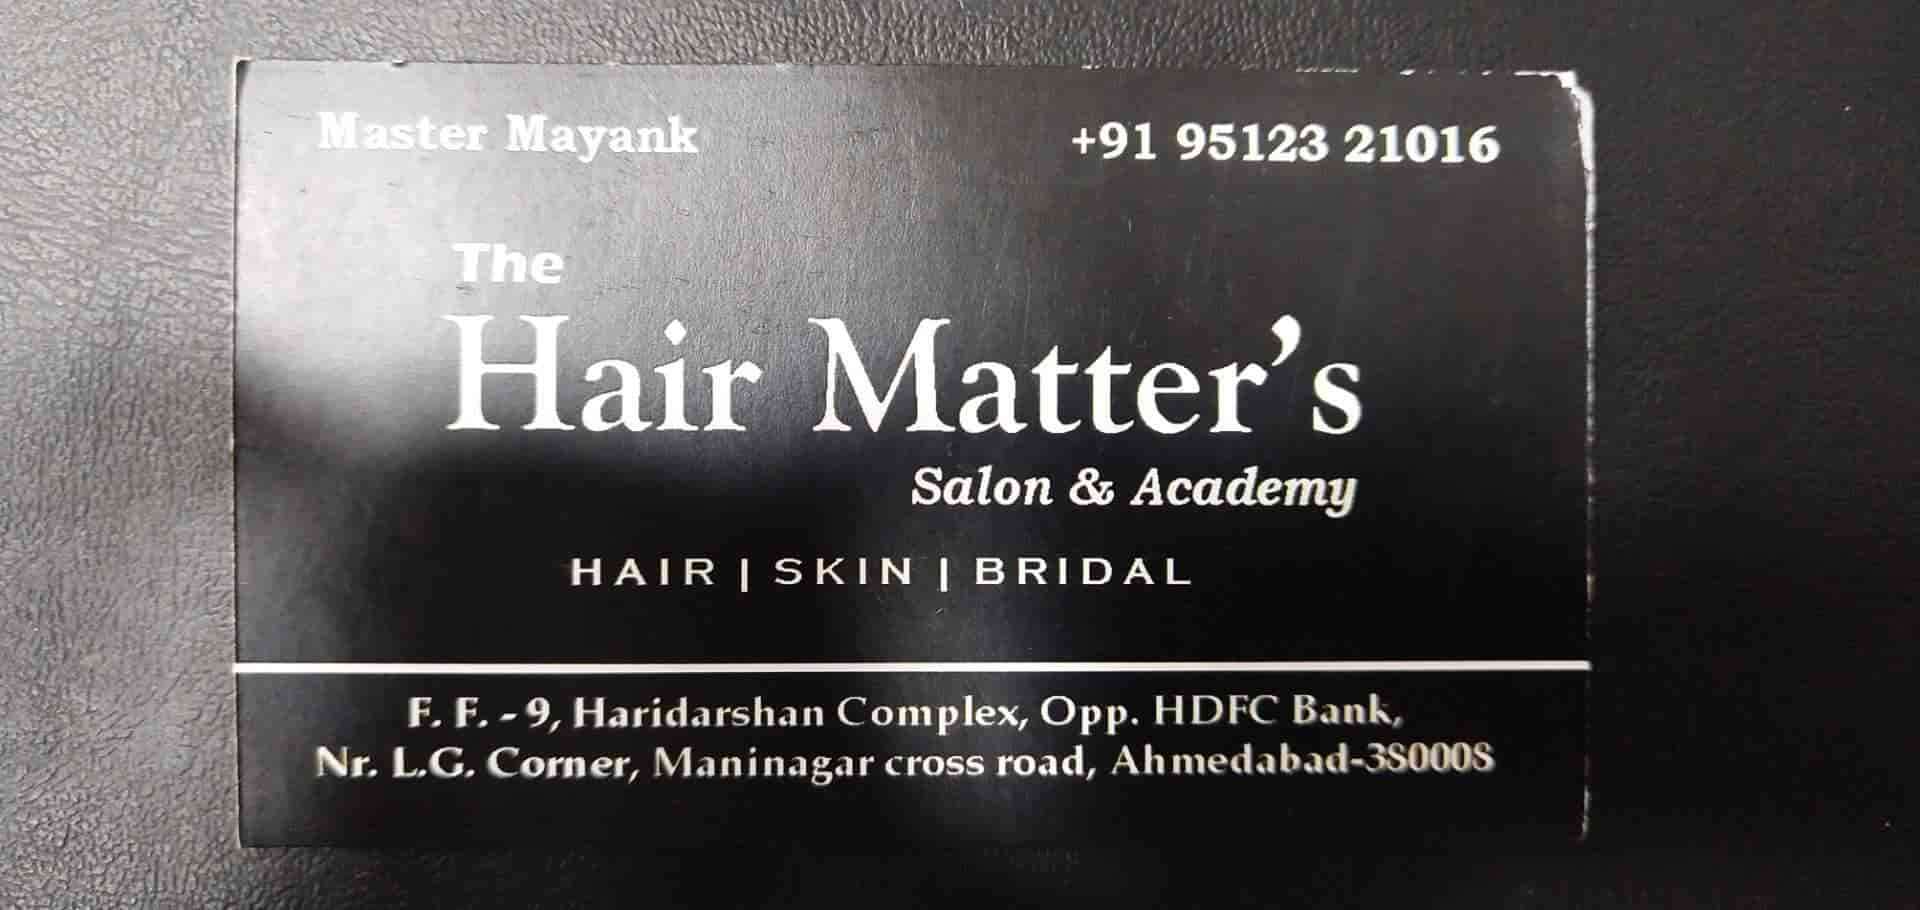 Master Mayank
+91 95123 21016
The
Hair Matter's
Salon & Academy
HAIR | SKIN | BRIDAL
F. F. - 9, Haridarshan Complex, Opp. HDFC Bank,
Nr. L.G. Corner, Maninagar cross road, Ahmedabad-380008